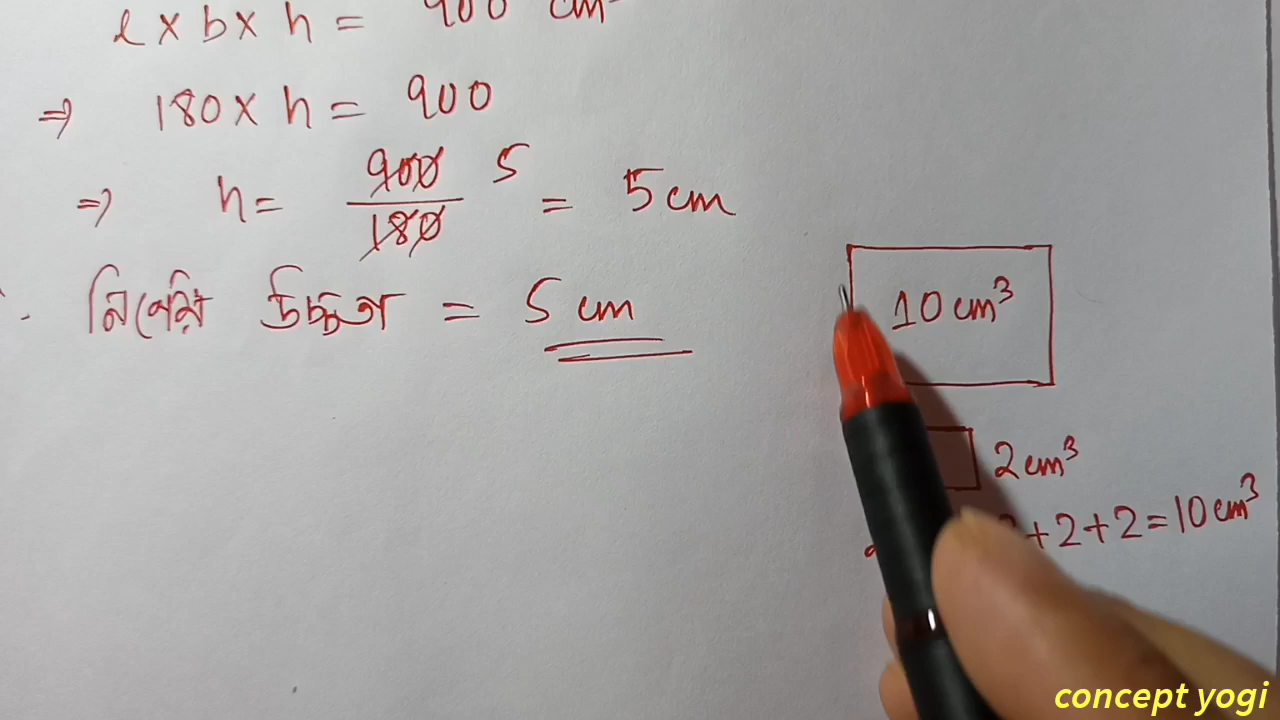 l × b × h = 900 cm³
⇒ 180 × h = 900
⇒ h = 900/180 5 = 5 cm
∴ উচ্চতা = 5 cm
10 cm³
2 cm³
+ 2 + 2 = 10 cm³
concept yogi